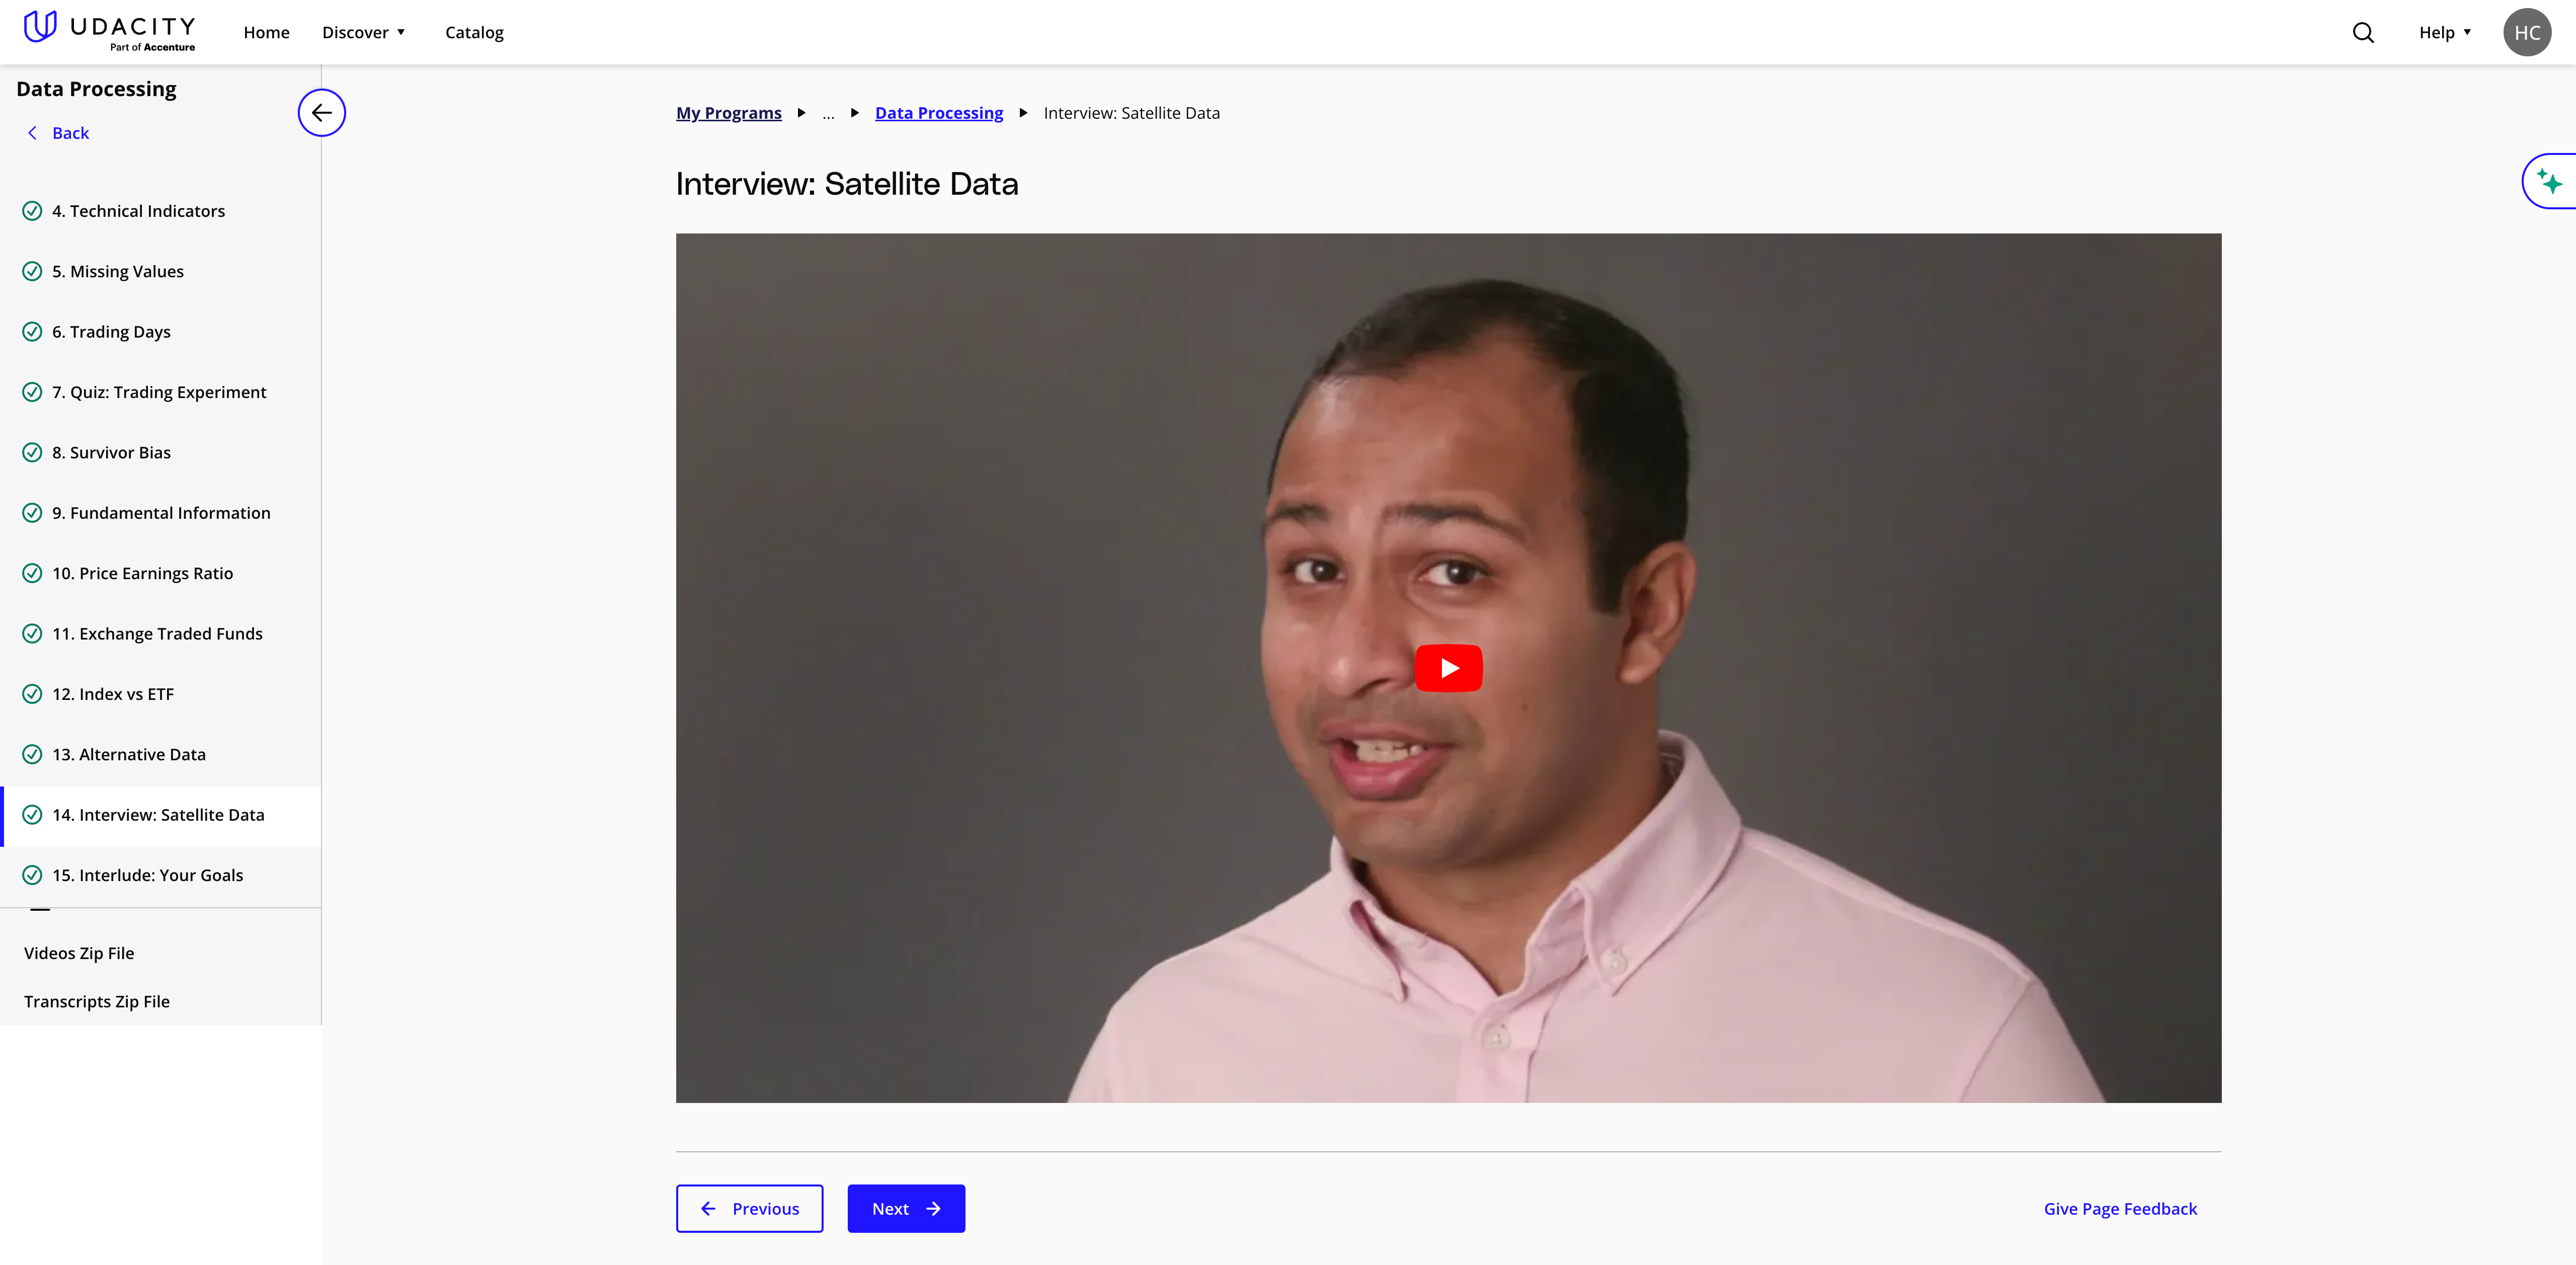 UDACITY
Part of Accenture
Home
Discover
Catalog
Help
HC
Data Processing
Back
4. Technical Indicators
5. Missing Values
6. Trading Days
7. Quiz: Trading Experiment
8. Survivor Bias
9. Fundamental Information
10. Price Earnings Ratio
11. Exchange Traded Funds
12. Index vs ETF
13. Alternative Data
14. Interview: Satellite Data
15. Interlude: Your Goals
Videos Zip File
Transcripts Zip File
My Programs ... Data Processing Interview: Satellite Data
Interview: Satellite Data
Previous
Next
Give Page Feedback